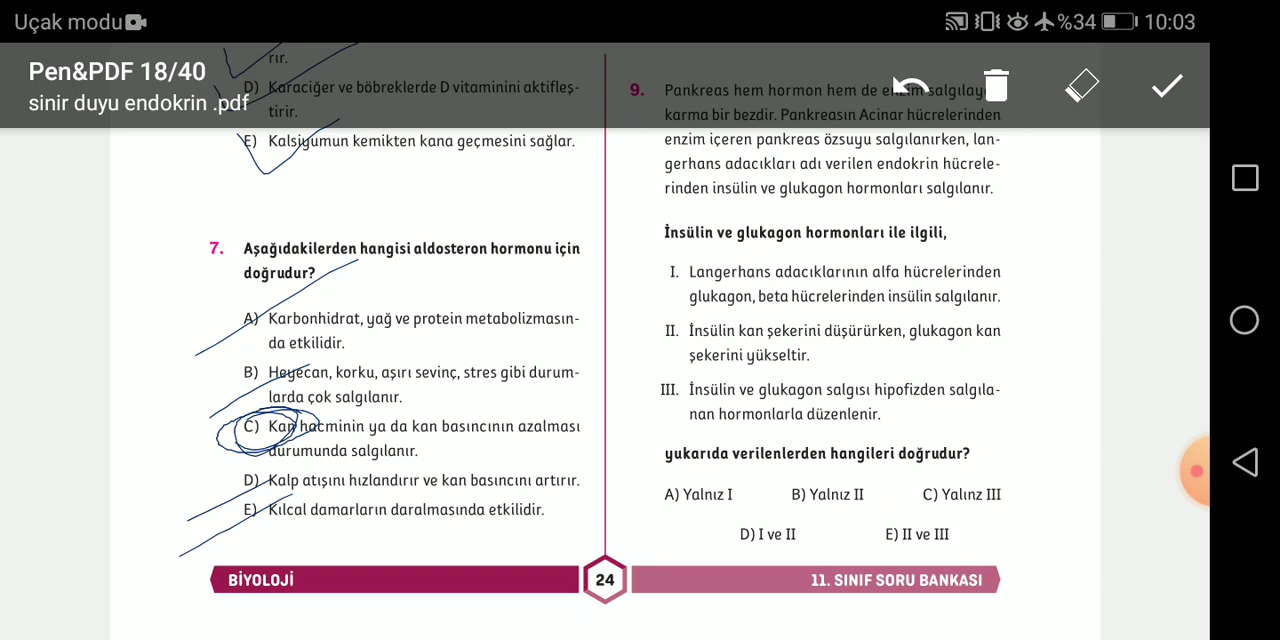 Uçak modu
%34
10:03
Pen&PDF 18/40
sinir duyu endokrin .pdf
rır.
D) Karaciğer ve böbreklerde D vitaminini aktifleş-
tirir.
E) Kalsiyumun kemikten kana geçmesini sağlar.
7. Aşağıdakilerden hangisi aldosteron hormonu için
doğrudur?
A) Karbonhidrat, yağ ve protein metabolizmasın-
da etkilidir.
B) Heyecan, korku, aşırı sevinç, stres gibi durum-
larda çok salgılanır.
C) Kan hacminin ya da kan basıncının azalması
durumunda salgılanır.
D) Kalp atışını hızlandırır ve kan basıncını artırır.
E) Kılcal damarların daralmasında etkilidir.
9. Pankreas hem hormon hem de enzim salgılayan
karma bir bezdir. Pankreasın Acinar hücrelerinden
enzim içeren pankreas özsuyu salgılanırken, lan-
gerhans adacıkları adı verilen endokrin hücrele-
rinden insülin ve glukagon hormonları salgılanır.
İnsülin ve glukagon hormonları ile ilgili,
I. Langerhans adacıklarının alfa hücrelerinden
glukagon, beta hücrelerinden insülin salgılanır.
II. İnsülin kan şekerini düşürürken, glukagon kan
şekerini yükseltir.
III. İnsülin ve glukagon salgısı hipofizden salgıla-
nan hormonlarla düzenlenir.
yukarıda verilenlerden hangileri doğrudur?
A) Yalnız I B) Yalnız II C) Yalınz III
D) I ve II E) II ve III
BİYOLOJİ
24
11. SINIF SORU BANKASI